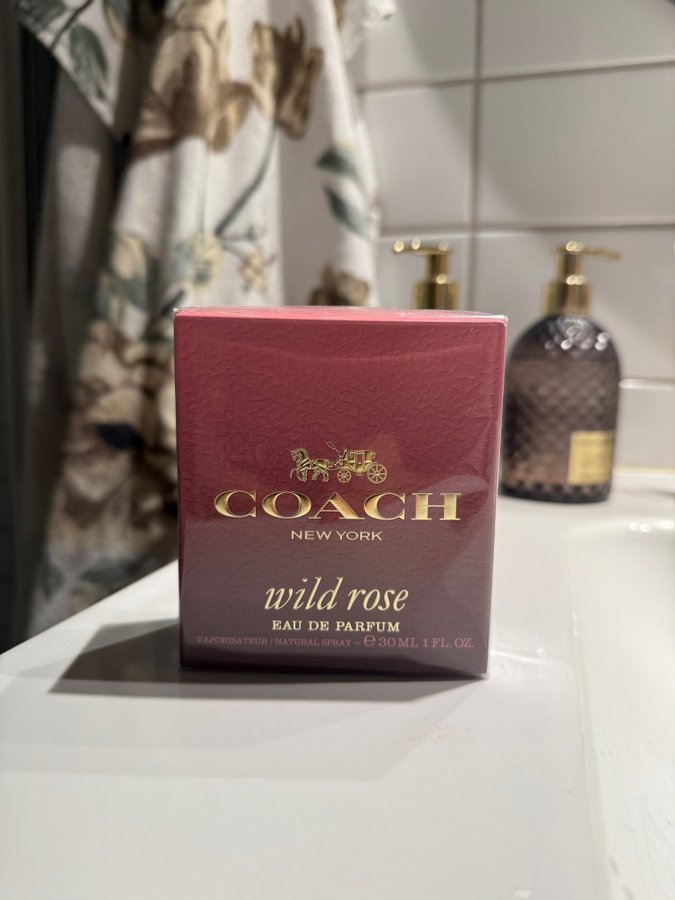 COACH
NEW YORK
wild rose
EAU DE PARFUM
VAPORISATEUR / NATURAL SPRAY – ℮ 30 ML 1 FL. OZ.